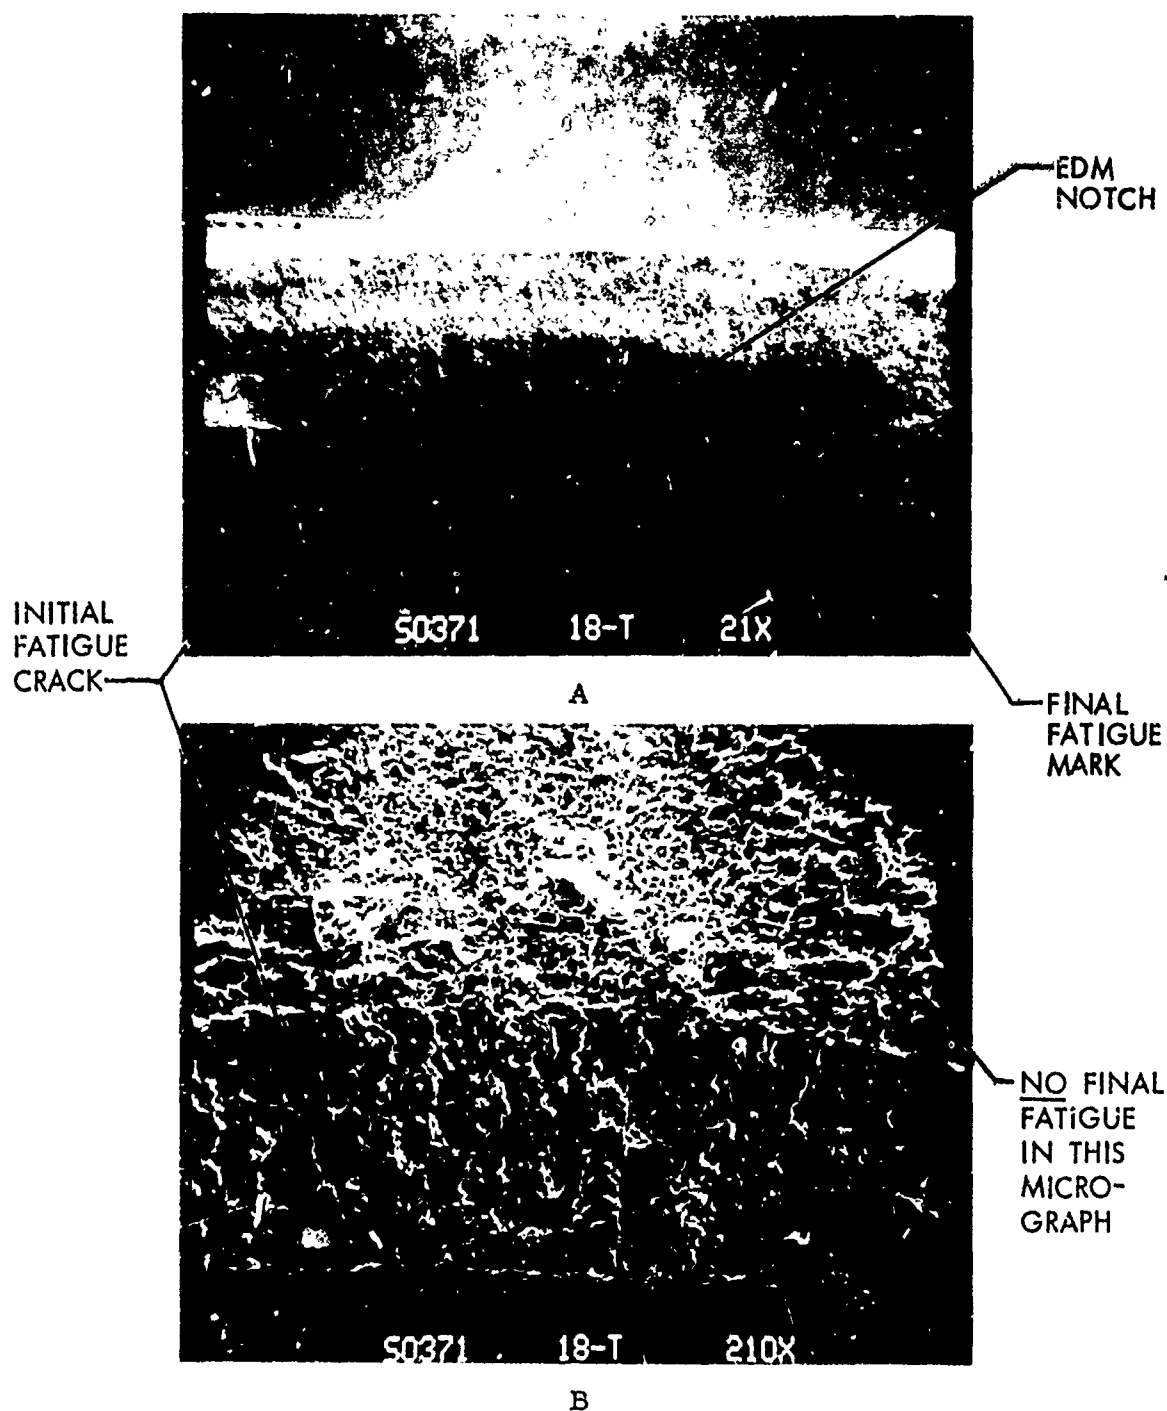 EDM
NOTCH
S0371 18-T 21X
INITIAL
FATIGUE
CRACK
A
FINAL
FATIGUE
MARK
NO FINAL
FATIGUE
IN THIS
MICRO-
GRAPH
S0371 18-T 210X
B